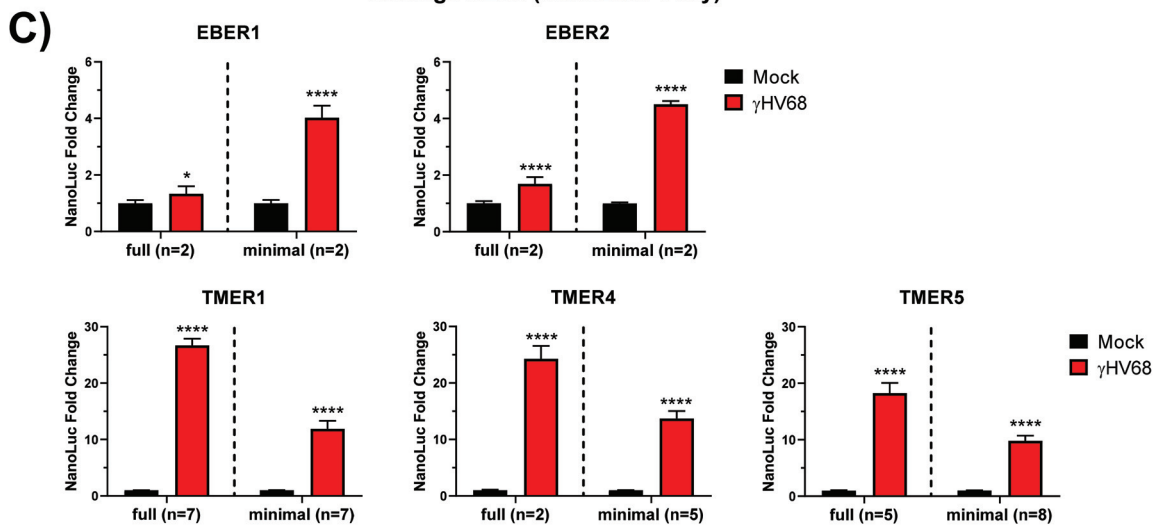 C)
EBER1
EBER2
NanoLuc Fold Change
6
4
2
0
*
****
full (n=2)
minimal (n=2)
NanoLuc Fold Change
6
4
2
0
****
****
full (n=2)
minimal (n=2)
Mock
γHV68
TMER1
TMER4
TMER5
NanoLuc Fold Change
30
20
10
0
****
****
full (n=7)
minimal (n=7)
NanoLuc Fold Change
30
20
10
0
****
****
full (n=2)
minimal (n=5)
NanoLuc Fold Change
30
20
10
0
****
****
full (n=5)
minimal (n=8)
Mock
γHV68